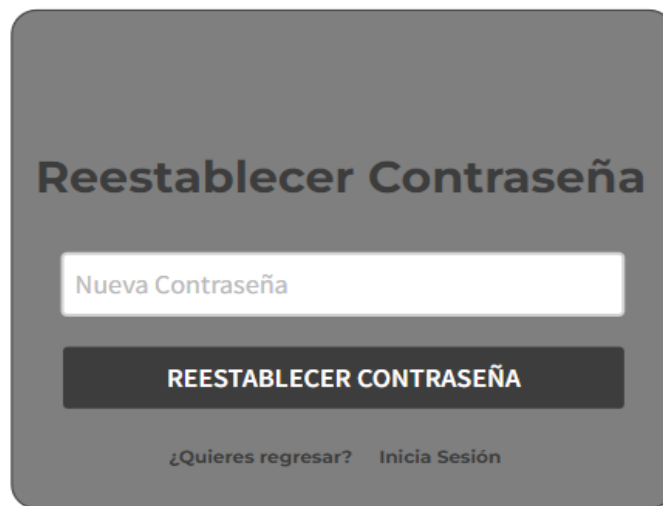 Reestablecer Contraseña
Nueva Contraseña
REESTABLECER CONTRASEÑA
¿Quieres regresar? Inicia Sesión